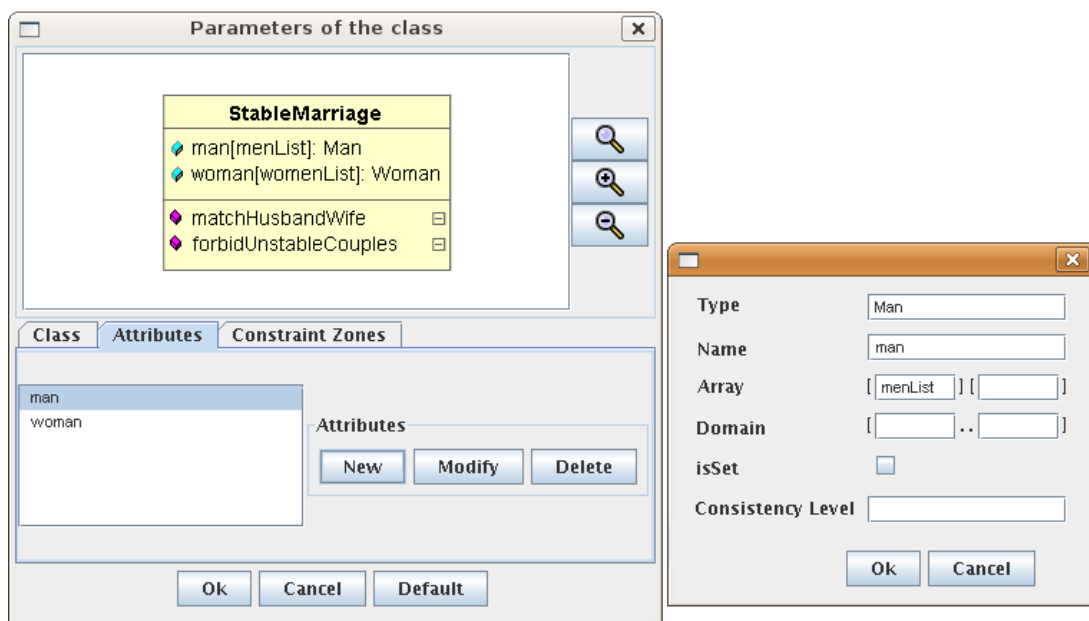 Parameters of the class
StableMarriage
man[menList]: Man
woman[womenList]: Woman
matchHusbandWife
forbidUnstableCouples
Class Attributes Constraint Zones
man
woman
Attributes
New Modify Delete
Ok Cancel Default
Type Man
Name man
Array [ menList ] [ ]
Domain [ .. ]
isSet
Consistency Level
Ok Cancel